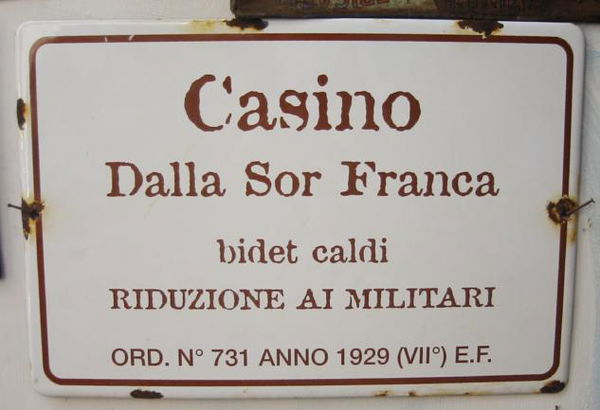 Casino
Dalla Sor Franca
bidet caldi
RIDUZIONE AI MILITARI
ORD. N° 731 ANNO 1929 (VII°) E.F.